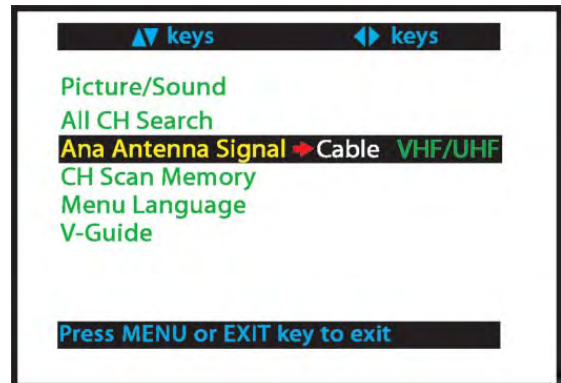 ▲▼ keys ◀▶ keys
Picture/Sound
All CH Search
Ana Antenna Signal ➡ Cable VHF/UHF
CH Scan Memory
Menu Language
V-Guide
Press MENU or EXIT key to exit